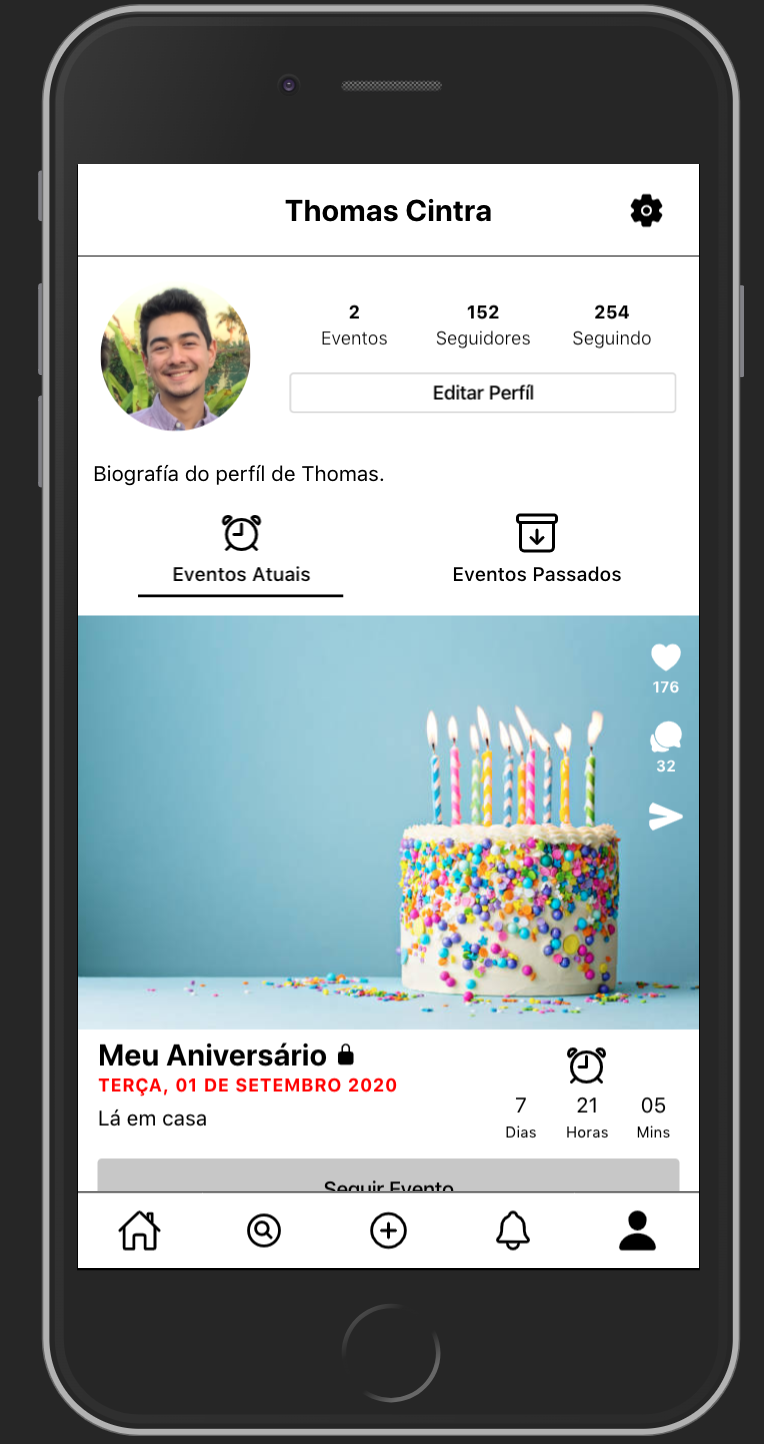 Thomas Cintra
2 152 254
Eventos Seguidores Seguindo
Editar Perfíl
Biografía do perfíl de Thomas.
Eventos Atuais Eventos Passados
176
32
Meu Aniversário
TERÇA, 01 DE SETEMBRO 2020
Lá em casa
7 21 05
Dias Horas Mins
Seguir Evento